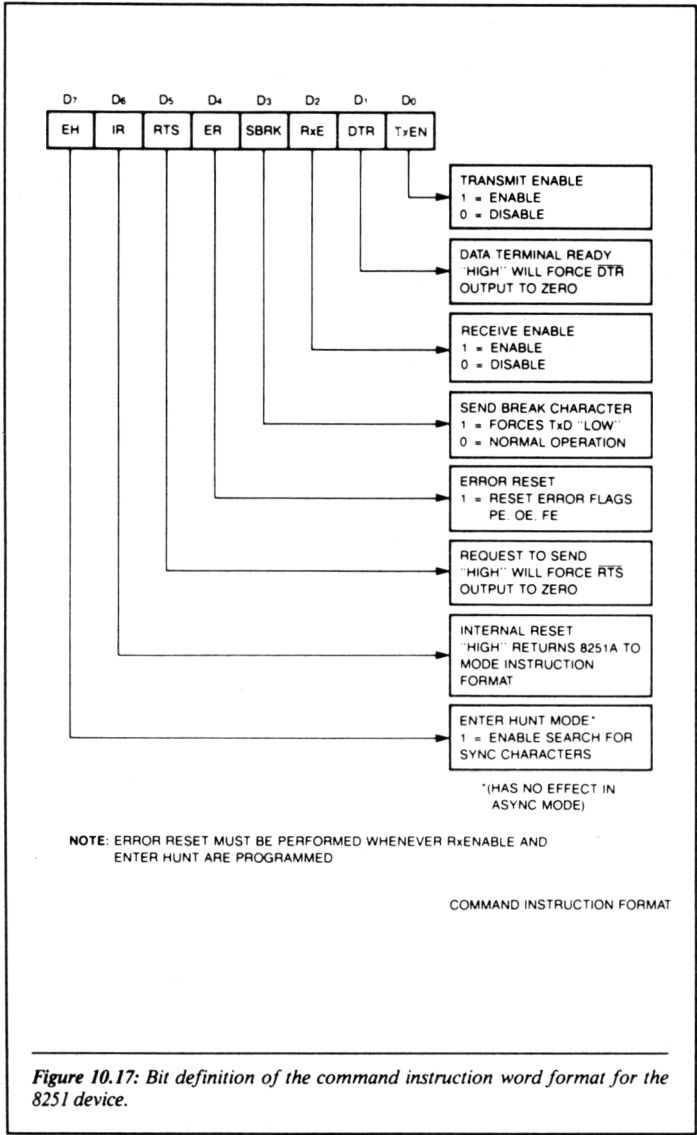 D7 D6 D5 D4 D3 D2 D1 D0
EH IR RTS ER SBRK RxE DTR TxEN
TRANSMIT ENABLE
1 = ENABLE
0 = DISABLE
DATA TERMINAL READY
"HIGH" WILL FORCE D̅T̅R̅
OUTPUT TO ZERO
RECEIVE ENABLE
1 = ENABLE
0 = DISABLE
SEND BREAK CHARACTER
1 = FORCES TxD "LOW"
0 = NORMAL OPERATION
ERROR RESET
1 = RESET ERROR FLAGS
PE, OE, FE
REQUEST TO SEND
"HIGH" WILL FORCE R̅T̅S̅
OUTPUT TO ZERO
INTERNAL RESET
"HIGH" RETURNS 8251A TO
MODE INSTRUCTION
FORMAT
ENTER HUNT MODE*
1 = ENABLE SEARCH FOR
SYNC CHARACTERS
*(HAS NO EFFECT IN
ASYNC MODE)
NOTE: ERROR RESET MUST BE PERFORMED WHENEVER RxENABLE AND
ENTER HUNT ARE PROGRAMMED
COMMAND INSTRUCTION FORMAT
Figure 10.17: Bit definition of the command instruction word format for the
8251 device.